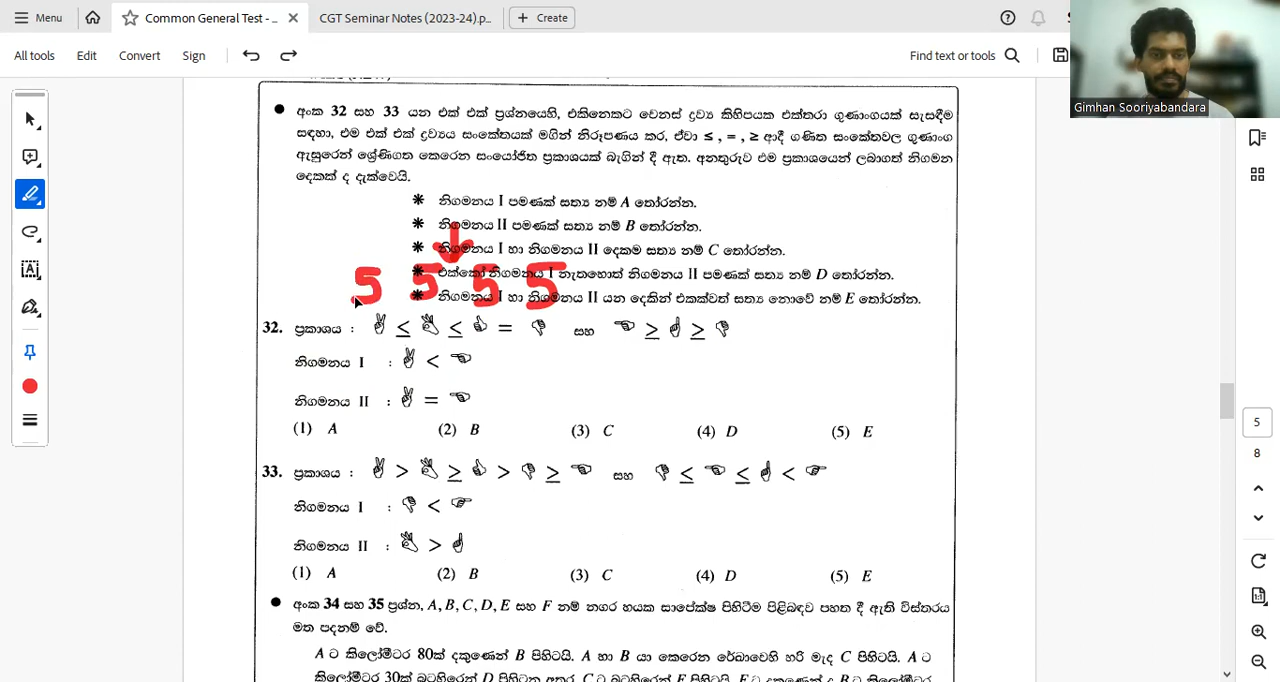 Menu Common General Test - ... CGT Seminar Notes (2023-24).p... Create
All tools Edit Convert Sign Find text or tools
Gimhan Sooriyabandara
● අංක 32 සහ 33 යන එක් එක් ප්‍රශ්නයෙහි, එකිනෙකට වෙනස් ද්‍රව්‍ය කිහිපයක එක්තරා ගුණාංගයක් සැසඳීම
සඳහා, එම එක් එක් ද්‍රව්‍යය සංකේතයක් මගින් නිරූපණය කර, ඒවා ≤ , = , ≥ ආදී ගණිත සංකේතවල ගුණාංග
ඇසුරෙන් ශ්‍රේණිගත කෙරෙන සංයෝජිත ප්‍රකාශයක් බැගින් දී ඇත. අනතුරුව එම ප්‍රකාශයෙන් ලබාගත් නිගමන
දෙකක් ද දැක්වෙයි.
* නිගමනය I පමණක් සත්‍ය නම් A තෝරන්න.
* නිගමනය II පමණක් සත්‍ය නම් B තෝරන්න.
* නිගමනය I හා නිගමනය II දෙකම සත්‍ය නම් C තෝරන්න.
* එක්කෝ නිගමනය I නැතහොත් නිගමනය II පමණක් සත්‍ය නම් D තෝරන්න.
5 5 5 5
* නිගමනය I හා නිගමනය II යන දෙකින් එකක්වත් සත්‍ය නොවේ නම් E තෝරන්න.
32. ප්‍රකාශය : ✌ ≤ 👌 ≤ 👍 = 👎 සහ ☜ ≥ ☝ ≥ 👎
නිගමනය I : ✌ < ☜
නිගමනය II : ✌ = ☜
(1) A (2) B (3) C (4) D (5) E
33. ප්‍රකාශය : ✌ > 👌 ≥ 👍 > 👎 ≥ ☜ සහ 👎 ≤ ☜ ≤ ☝ < ☞
නිගමනය I : 👎 < ☞
නිගමනය II : 👌 > ☝
(1) A (2) B (3) C (4) D (5) E
● අංක 34 සහ 35 ප්‍රශ්න, A, B, C, D, E සහ F නම් නගර හයක සාපේක්ෂ පිහිටීම පිළිබඳව පහත දී ඇති විස්තරය
මත පදනම් වේ.
A ට කිලෝමීටර 80ක් දකුණෙන් B පිහිටයි. A හා B යා කෙරෙන රේඛාවෙහි හරි මැද C පිහිටයි. A ට
කිලෝමීටර 30ක් බටහිරෙන් D පිහිටන අතර, C ට බටහිරෙන් E පිහිටයි.
5
8